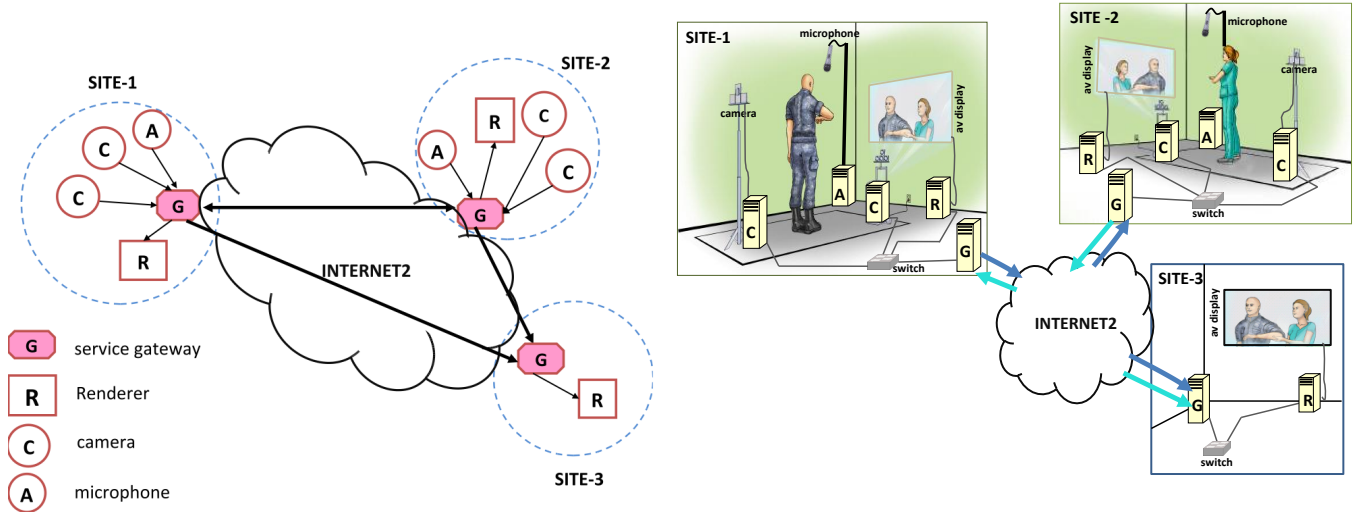 SITE-1
A
C
C
G
R
SITE-2
R
C
A
C
G
INTERNET2
G
R
SITE-3
G
service gateway
R
Renderer
C
camera
A
microphone
SITE-1
microphone
camera
av display
A
C
R
C
G
switch
SITE -2
microphone
av display
camera
R
C
A
C
G
switch
INTERNET2
SITE-3
av display
G
R
switch